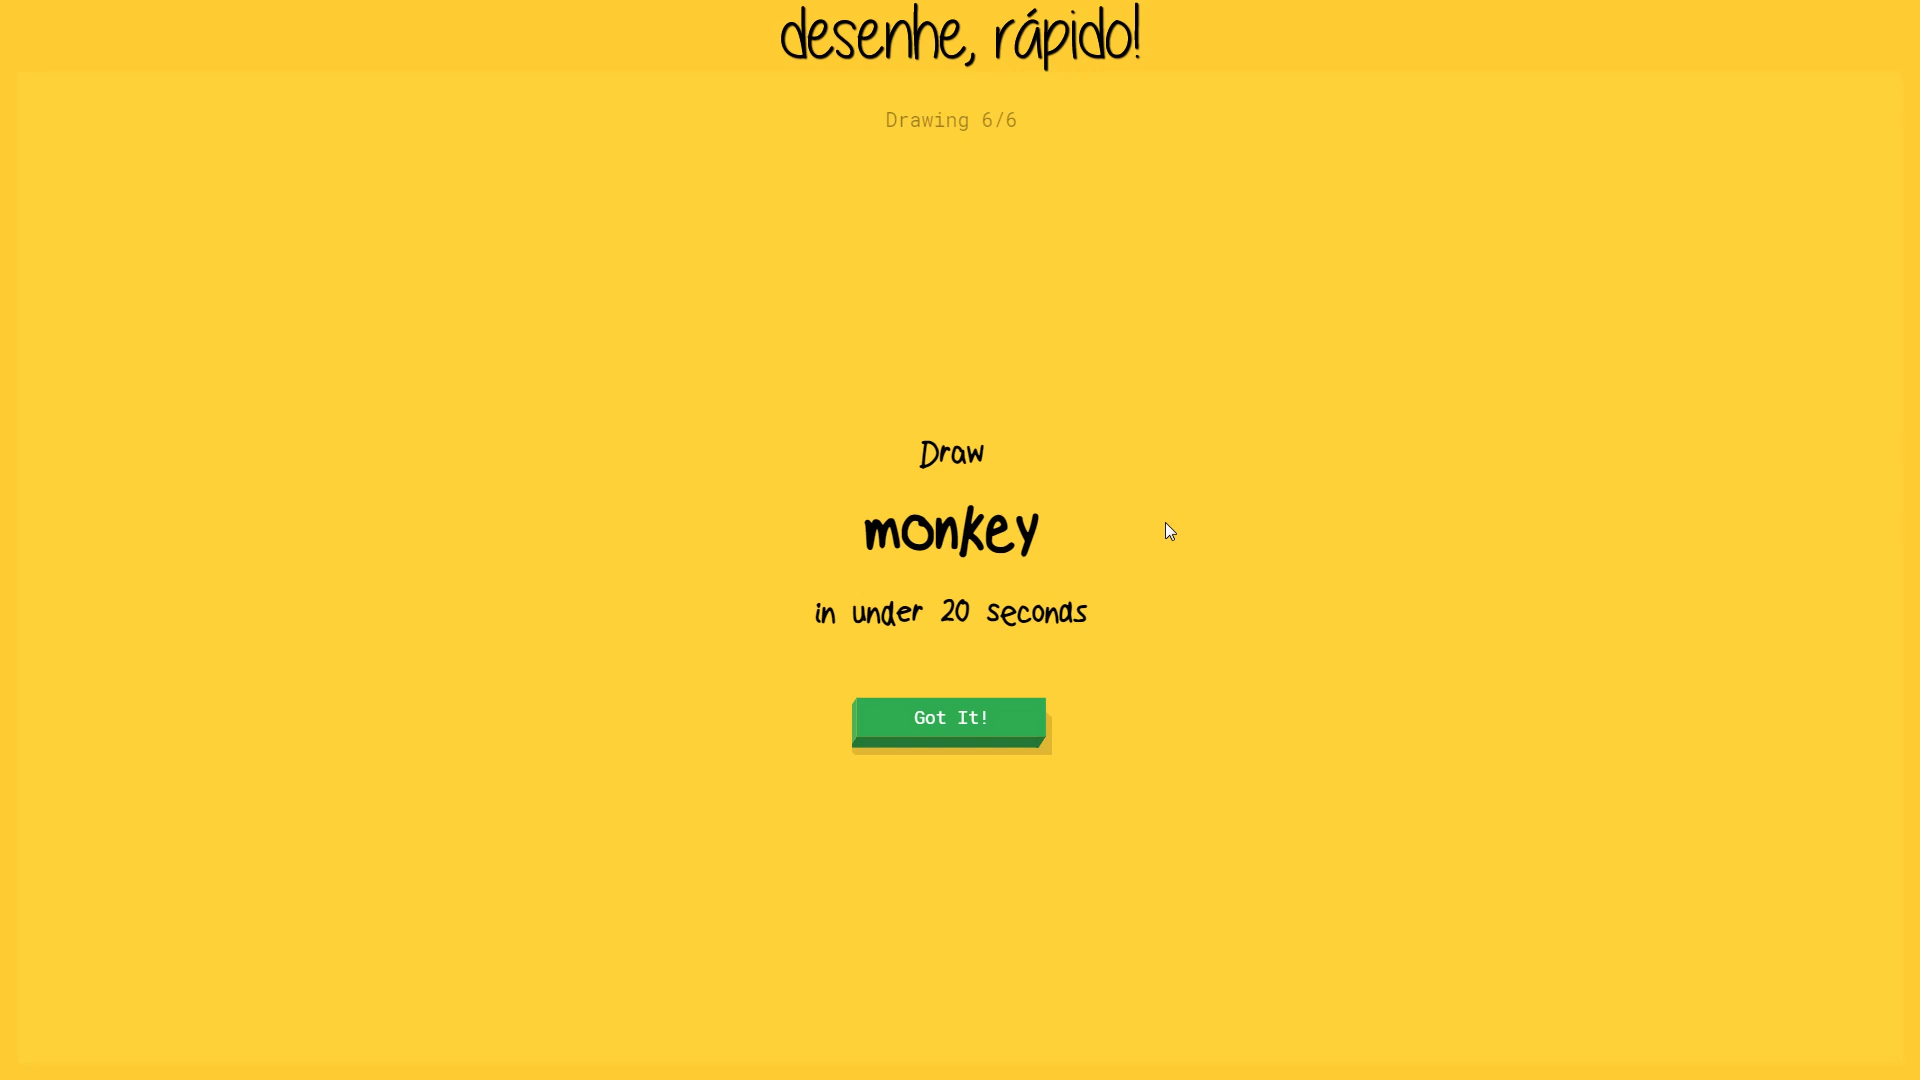 desenhe, rápido!
Drawing 6/6
Draw
monkey
in under 20 seconds
Got It!